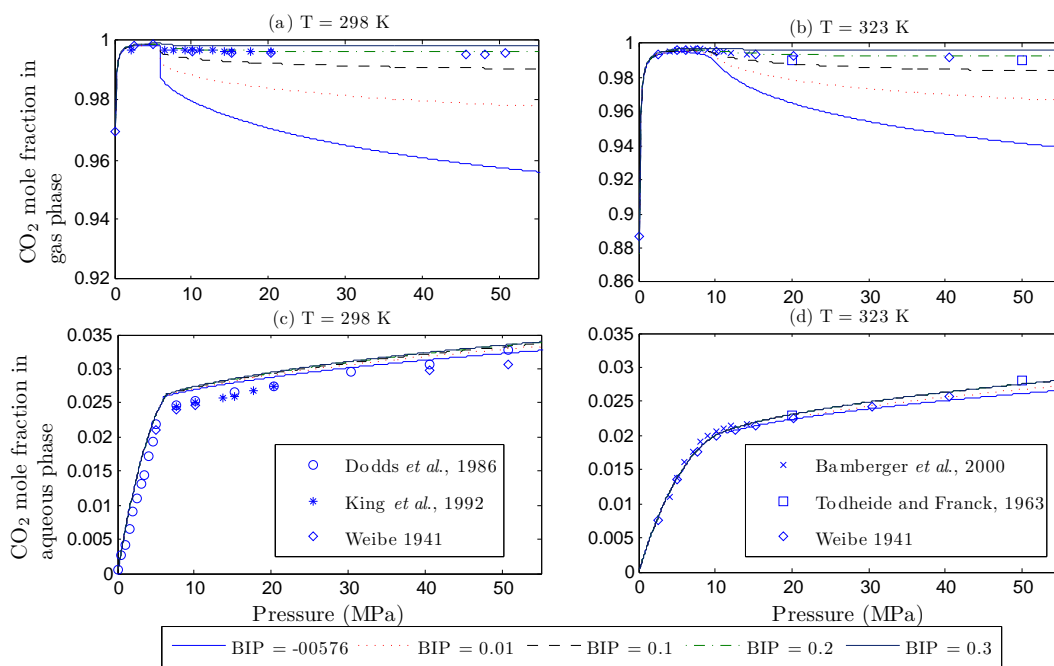 (a) T = 298 K
(b) T = 323 K
CO2 mole fraction in
gas phase
1
0.98
0.96
0.94
0.92
0 10 20 30 40 50
1
0.98
0.96
0.94
0.92
0.9
0.88
0.86
0 10 20 30 40 50
(c) T = 298 K
(d) T = 323 K
CO2 mole fraction in
aqueous phase
0.035
0.03
0.025
0.02
0.015
0.01
0.005
0
0 10 20 30 40 50
Dodds et al., 1986
King et al., 1992
Weibe 1941
0.035
0.03
0.025
0.02
0.015
0.01
0.005
0
0 10 20 30 40 50
Bamberger et al., 2000
Todheide and Franck, 1963
Weibe 1941
Pressure (MPa)
Pressure (MPa)
BIP = -00576 BIP = 0.01 BIP = 0.1 BIP = 0.2 BIP = 0.3